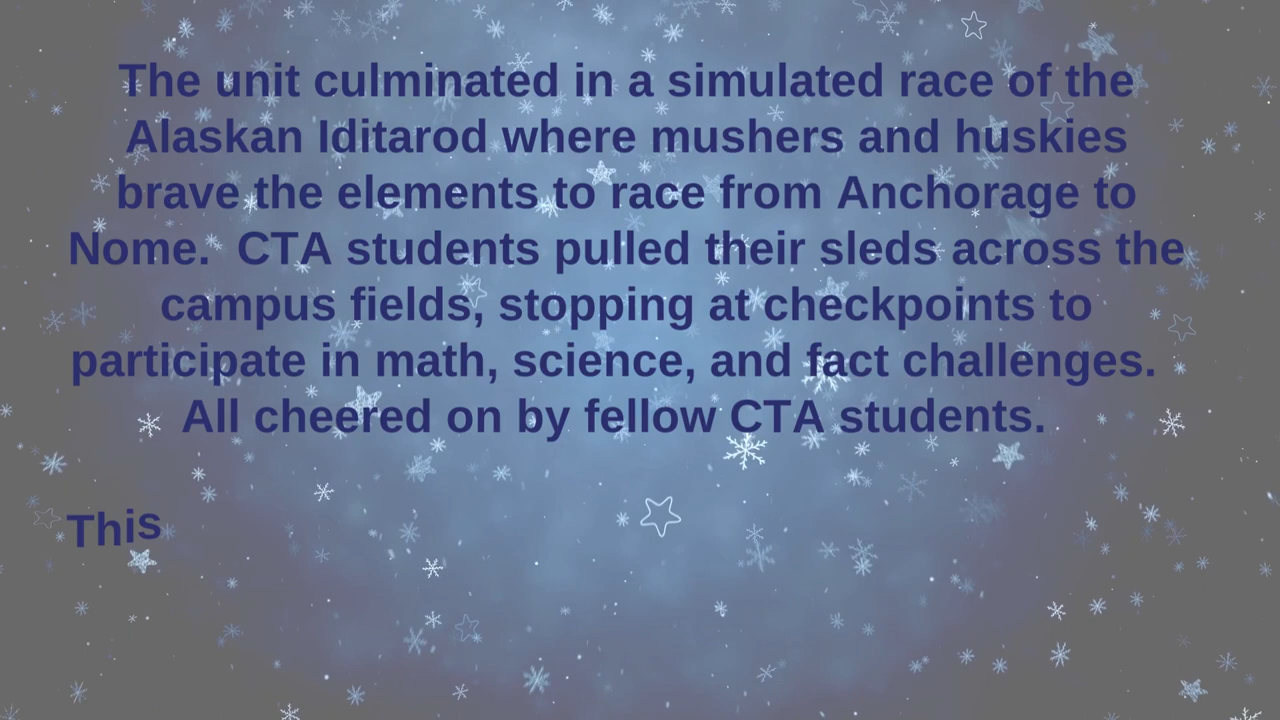 The unit culminated in a simulated race of the
Alaskan Iditarod where mushers and huskies
brave the elements to race from Anchorage to
Nome.  CTA students pulled their sleds across the
campus fields, stopping at checkpoints to
participate in math, science, and fact challenges.
All cheered on by fellow CTA students.
This